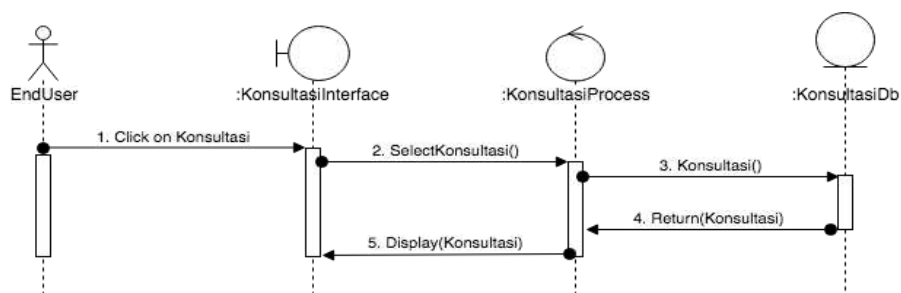 EndUser
:KonsultasiInterface
:KonsultasiProcess
:KonsultasiDb
1. Click on Konsultasi
2. SelectKonsultasi()
3. Konsultasi()
4. Return(Konsultasi)
5. Display(Konsultasi)